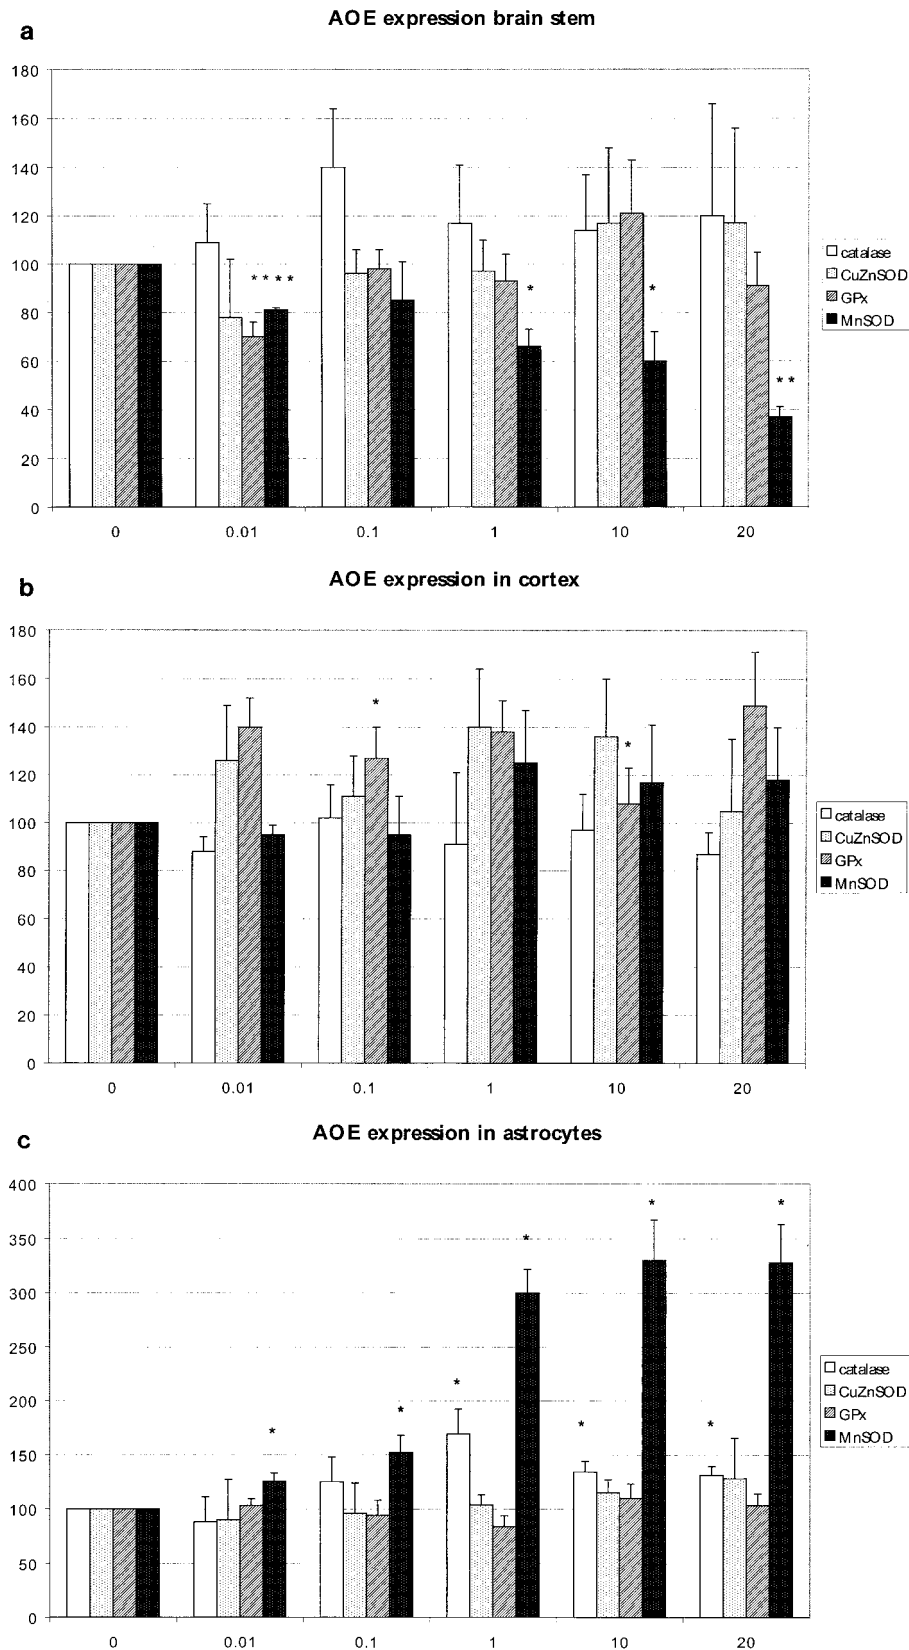 a
AOE expression brain stem
180
160
140
120
100
80
60
40
20
0
* * * *
*
*
* *
0 0.01 0.1 1 10 20
catalase
CuZnSOD
GPx
MnSOD
b
AOE expression in cortex
180
160
140
120
100
80
60
40
20
0
*
*
0 0.01 0.1 1 10 20
catalase
CuZnSOD
GPx
MnSOD
c
AOE expression in astrocytes
400
350
300
250
200
150
100
50
0
*
*
*
*
*
*
*
*
0 0.01 0.1 1 10 20
catalase
CuZnSOD
GPx
MnSOD